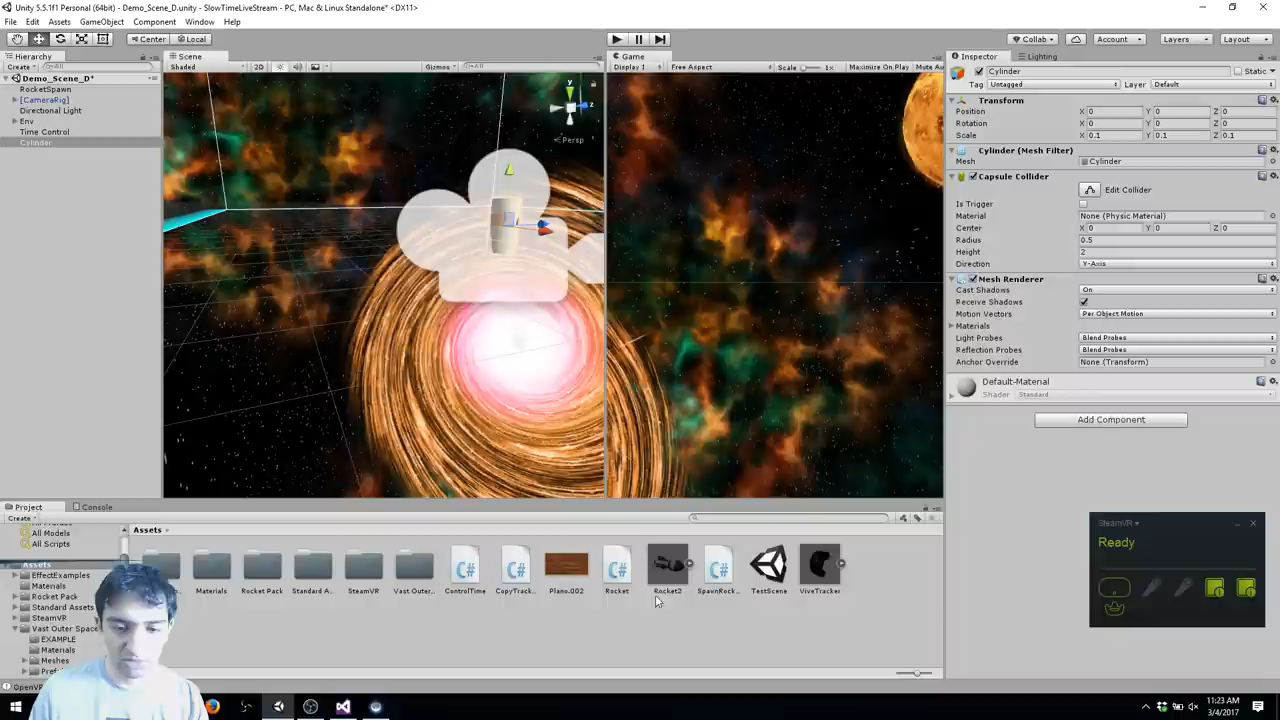 Unity 5.5.1f1 Personal (64bit) - Demo_Scene_D.unity - SlowTimeLiveStream - PC, Mac & Linux Standalone* <DX11>
File Edit Assets GameObject Component Window Help
Center Local
Collab Account Layers Layout
Hierarchy
Create All
Demo_Scene_D*
RocketSpawn
[CameraRig]
Directional Light
Env
Time Control
Cylinder
Scene
Shaded 2D Gizmos All
y
z
Persp
Game
Display 1 Free Aspect Scale 1x Maximize On Play Mute Au
Inspector Lighting
Cylinder Static
Tag Untagged Layer Default
Transform
Position X 0 Y 0 Z 0
Rotation X 0 Y 0 Z 0
Scale X 0.1 Y 0.1 Z 0.1
Cylinder (Mesh Filter)
Mesh Cylinder
Capsule Collider
Edit Collider
Is Trigger
Material None (Physic Material)
Center X 0 Y 0 Z 0
Radius 0.5
Height 2
Direction Y-Axis
Mesh Renderer
Cast Shadows On
Receive Shadows
Motion Vectors Per Object Motion
Materials
Light Probes Blend Probes
Reflection Probes Blend Probes
Anchor Override None (Transform)
Default-Material
Shader Standard
Add Component
Project Console
Create
All Models
All Scripts
Assets
EffectExamples
Materials
Rocket Pack
Standard Assets
SteamVR
Vast Outer Space
EXAMPLE
Materials
Meshes
Prefa
Assets
Materials Rocket Pack Standard A... SteamVR Vast Outer... ControlTime CopyTrack... Plano.002 Rocket Rocket2 SpawnRock... TestScene ViveTracker
SteamVR
Ready
OpenVR
11:23 AM
3/4/2017